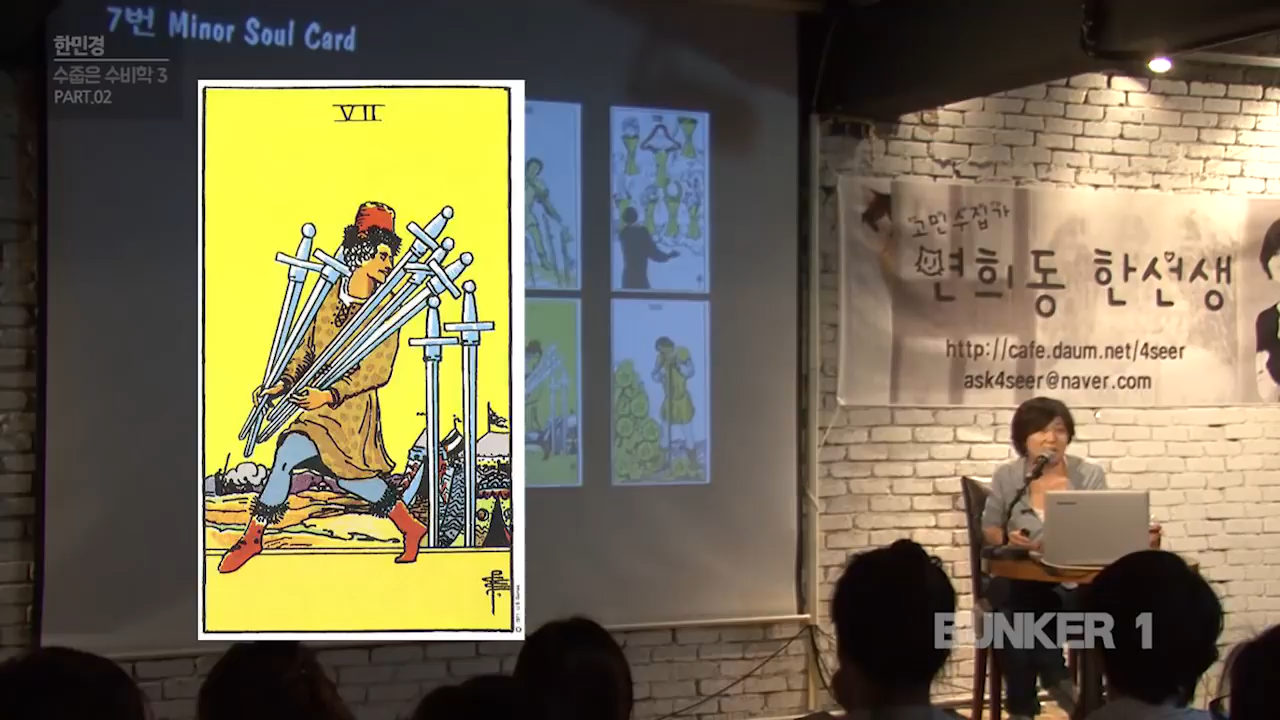 7번 Minor Soul Card
한민경
수줍은 수비학 3
PART.02
VII
고민 수집가
연희동 한선생
http://cafe.daum.net/4seer
ask4seer@naver.com
BUNKER 1